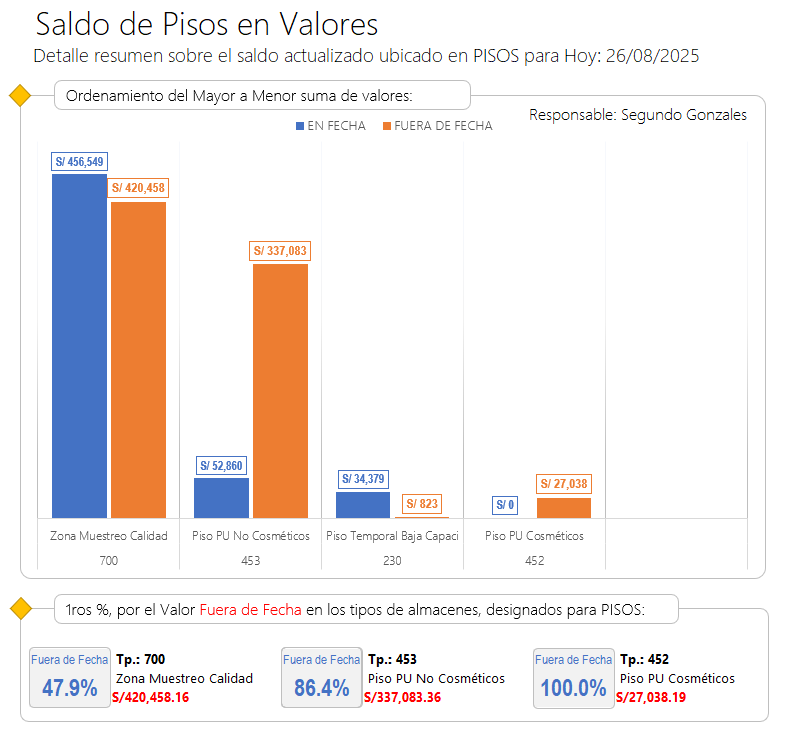 Saldo de Pisos en Valores
Detalle resumen sobre el saldo actualizado ubicado en PISOS para Hoy: 26/08/2025
Ordenamiento del Mayor a Menor suma de valores:
Responsable: Segundo Gonzales
EN FECHA FUERA DE FECHA
S/ 456,549
S/ 420,458
S/ 337,083
S/ 52,860
S/ 34,379
S/ 823
S/ 0
S/ 27,038
Zona Muestreo Calidad Piso PU No Cosméticos Piso Temporal Baja Capaci Piso PU Cosméticos
700 453 230 452
1ros %, por el Valor Fuera de Fecha en los tipos de almacenes, designados para PISOS:
Fuera de Fecha
47.9%
Tp.: 700
Zona Muestreo Calidad
S/420,458.16
Fuera de Fecha
86.4%
Tp.: 453
Piso PU No Cosméticos
S/337,083.36
Fuera de Fecha
100.0%
Tp.: 452
Piso PU Cosméticos
S/27,038.19